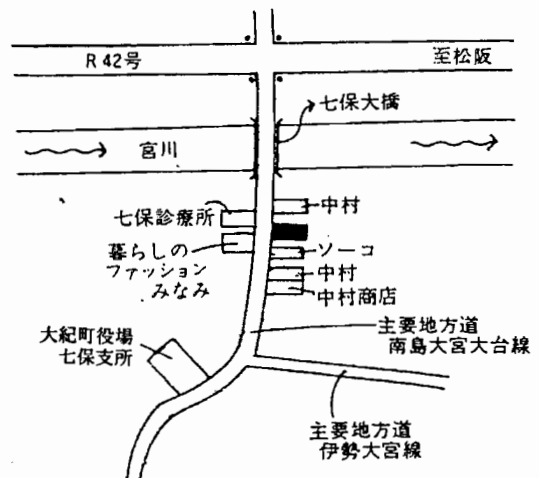 R42号
至松阪
七保大橋
宮川
中村
七保診療所
暮らしの
ファッション
みなみ
ソーコ
中村
中村商店
大紀町役場
七保支所
主要地方道
南島大宮大台線
主要地方道
伊勢大宮線